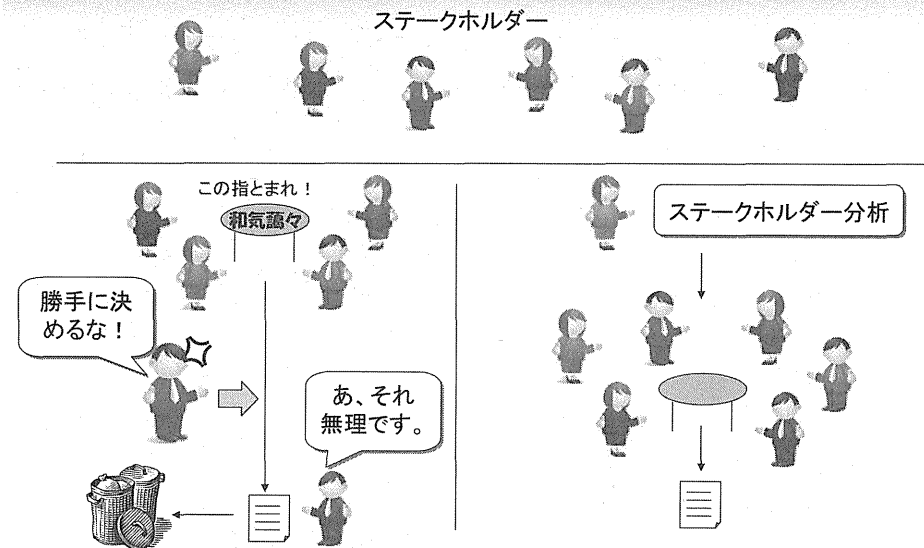 ステークホルダー
この指とまれ！
和気藹々
勝手に決
めるな！
あ、それ
無理です。
ステークホルダー分析